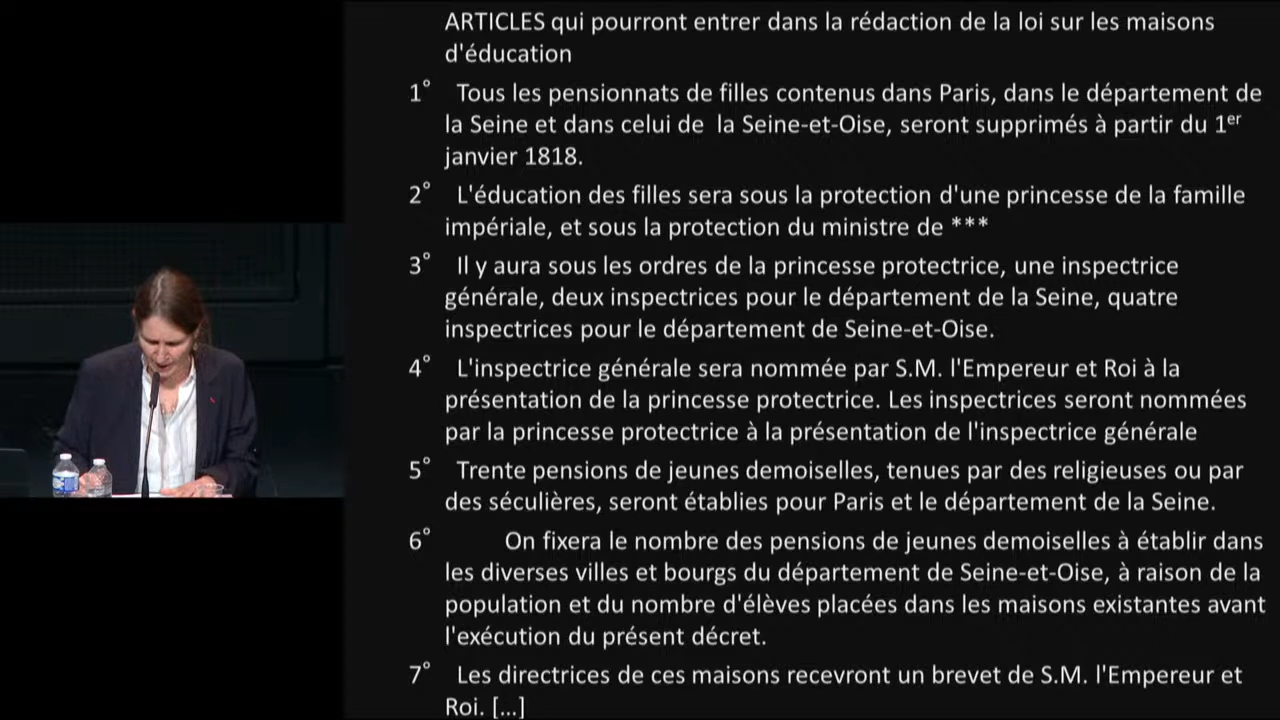 ARTICLES qui pourront entrer dans la rédaction de la loi sur les maisons
d'éducation
1° Tous les pensionnats de filles contenus dans Paris, dans le département de
la Seine et dans celui de la Seine-et-Oise, seront supprimés à partir du 1er
janvier 1818.
2° L'éducation des filles sera sous la protection d'une princesse de la famille
impériale, et sous la protection du ministre de ***
3° Il y aura sous les ordres de la princesse protectrice, une inspectrice
générale, deux inspectrices pour le département de la Seine, quatre
inspectrices pour le département de Seine-et-Oise.
4° L'inspectrice générale sera nommée par S.M. l'Empereur et Roi à la
présentation de la princesse protectrice. Les inspectrices seront nommées
par la princesse protectrice à la présentation de l'inspectrice générale
5° Trente pensions de jeunes demoiselles, tenues par des religieuses ou par
des séculières, seront établies pour Paris et le département de la Seine.
6° On fixera le nombre des pensions de jeunes demoiselles à établir dans
les diverses villes et bourgs du département de Seine-et-Oise, à raison de la
population et du nombre d'élèves placées dans les maisons existantes avant
l'exécution du présent décret.
7° Les directrices de ces maisons recevront un brevet de S.M. l'Empereur et
Roi. [...]